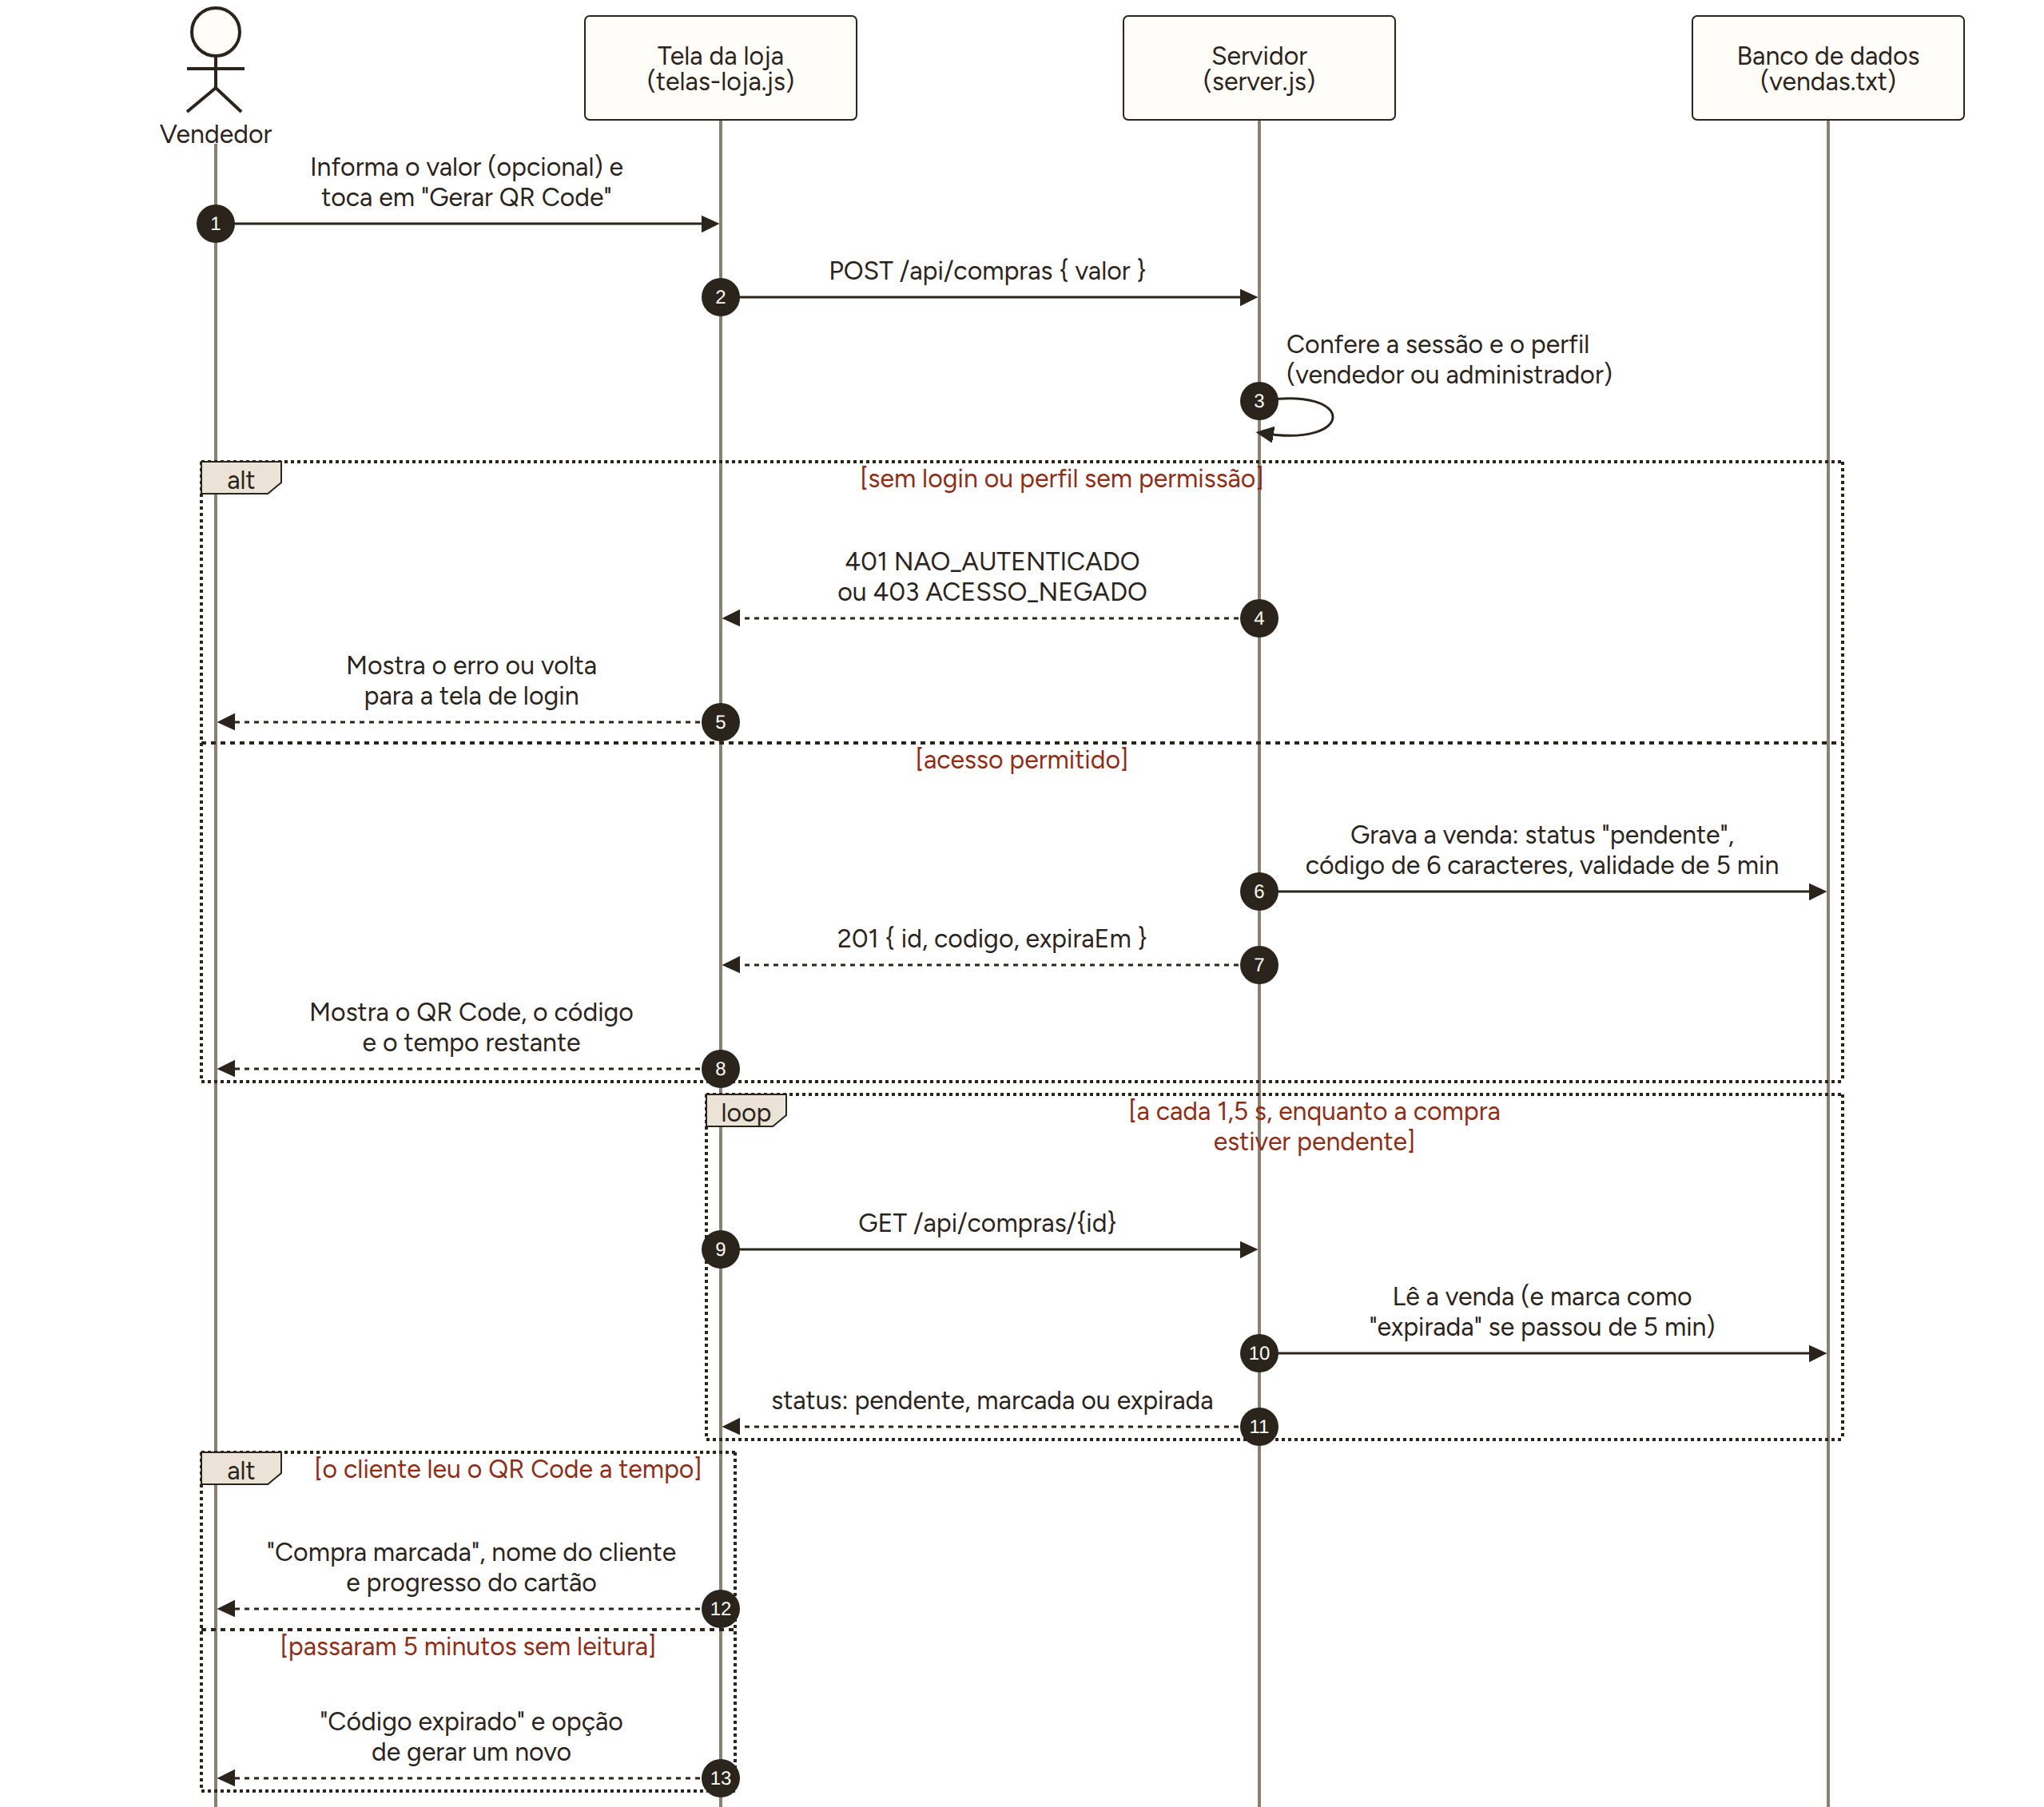 Vendedor
Tela da loja
(telas-loja.js)
Servidor
(server.js)
Banco de dados
(vendas.txt)
Informa o valor (opcional) e
toca em "Gerar QR Code"
1
POST /api/compras { valor }
2
Confere a sessão e o perfil
(vendedor ou administrador)
3
alt
[sem login ou perfil sem permissão]
401 NAO_AUTENTICADO
ou 403 ACESSO_NEGADO
4
Mostra o erro ou volta
para a tela de login
5
[acesso permitido]
Grava a venda: status "pendente",
código de 6 caracteres, validade de 5 min
6
201 { id, codigo, expiraEm }
7
Mostra o QR Code, o código
e o tempo restante
8
loop
[a cada 1,5 s, enquanto a compra
estiver pendente]
GET /api/compras/{id}
9
Lê a venda (e marca como
"expirada" se passou de 5 min)
10
status: pendente, marcada ou expirada
11
alt
[o cliente leu o QR Code a tempo]
"Compra marcada", nome do cliente
e progresso do cartão
12
[passaram 5 minutos sem leitura]
"Código expirado" e opção
de gerar um novo
13